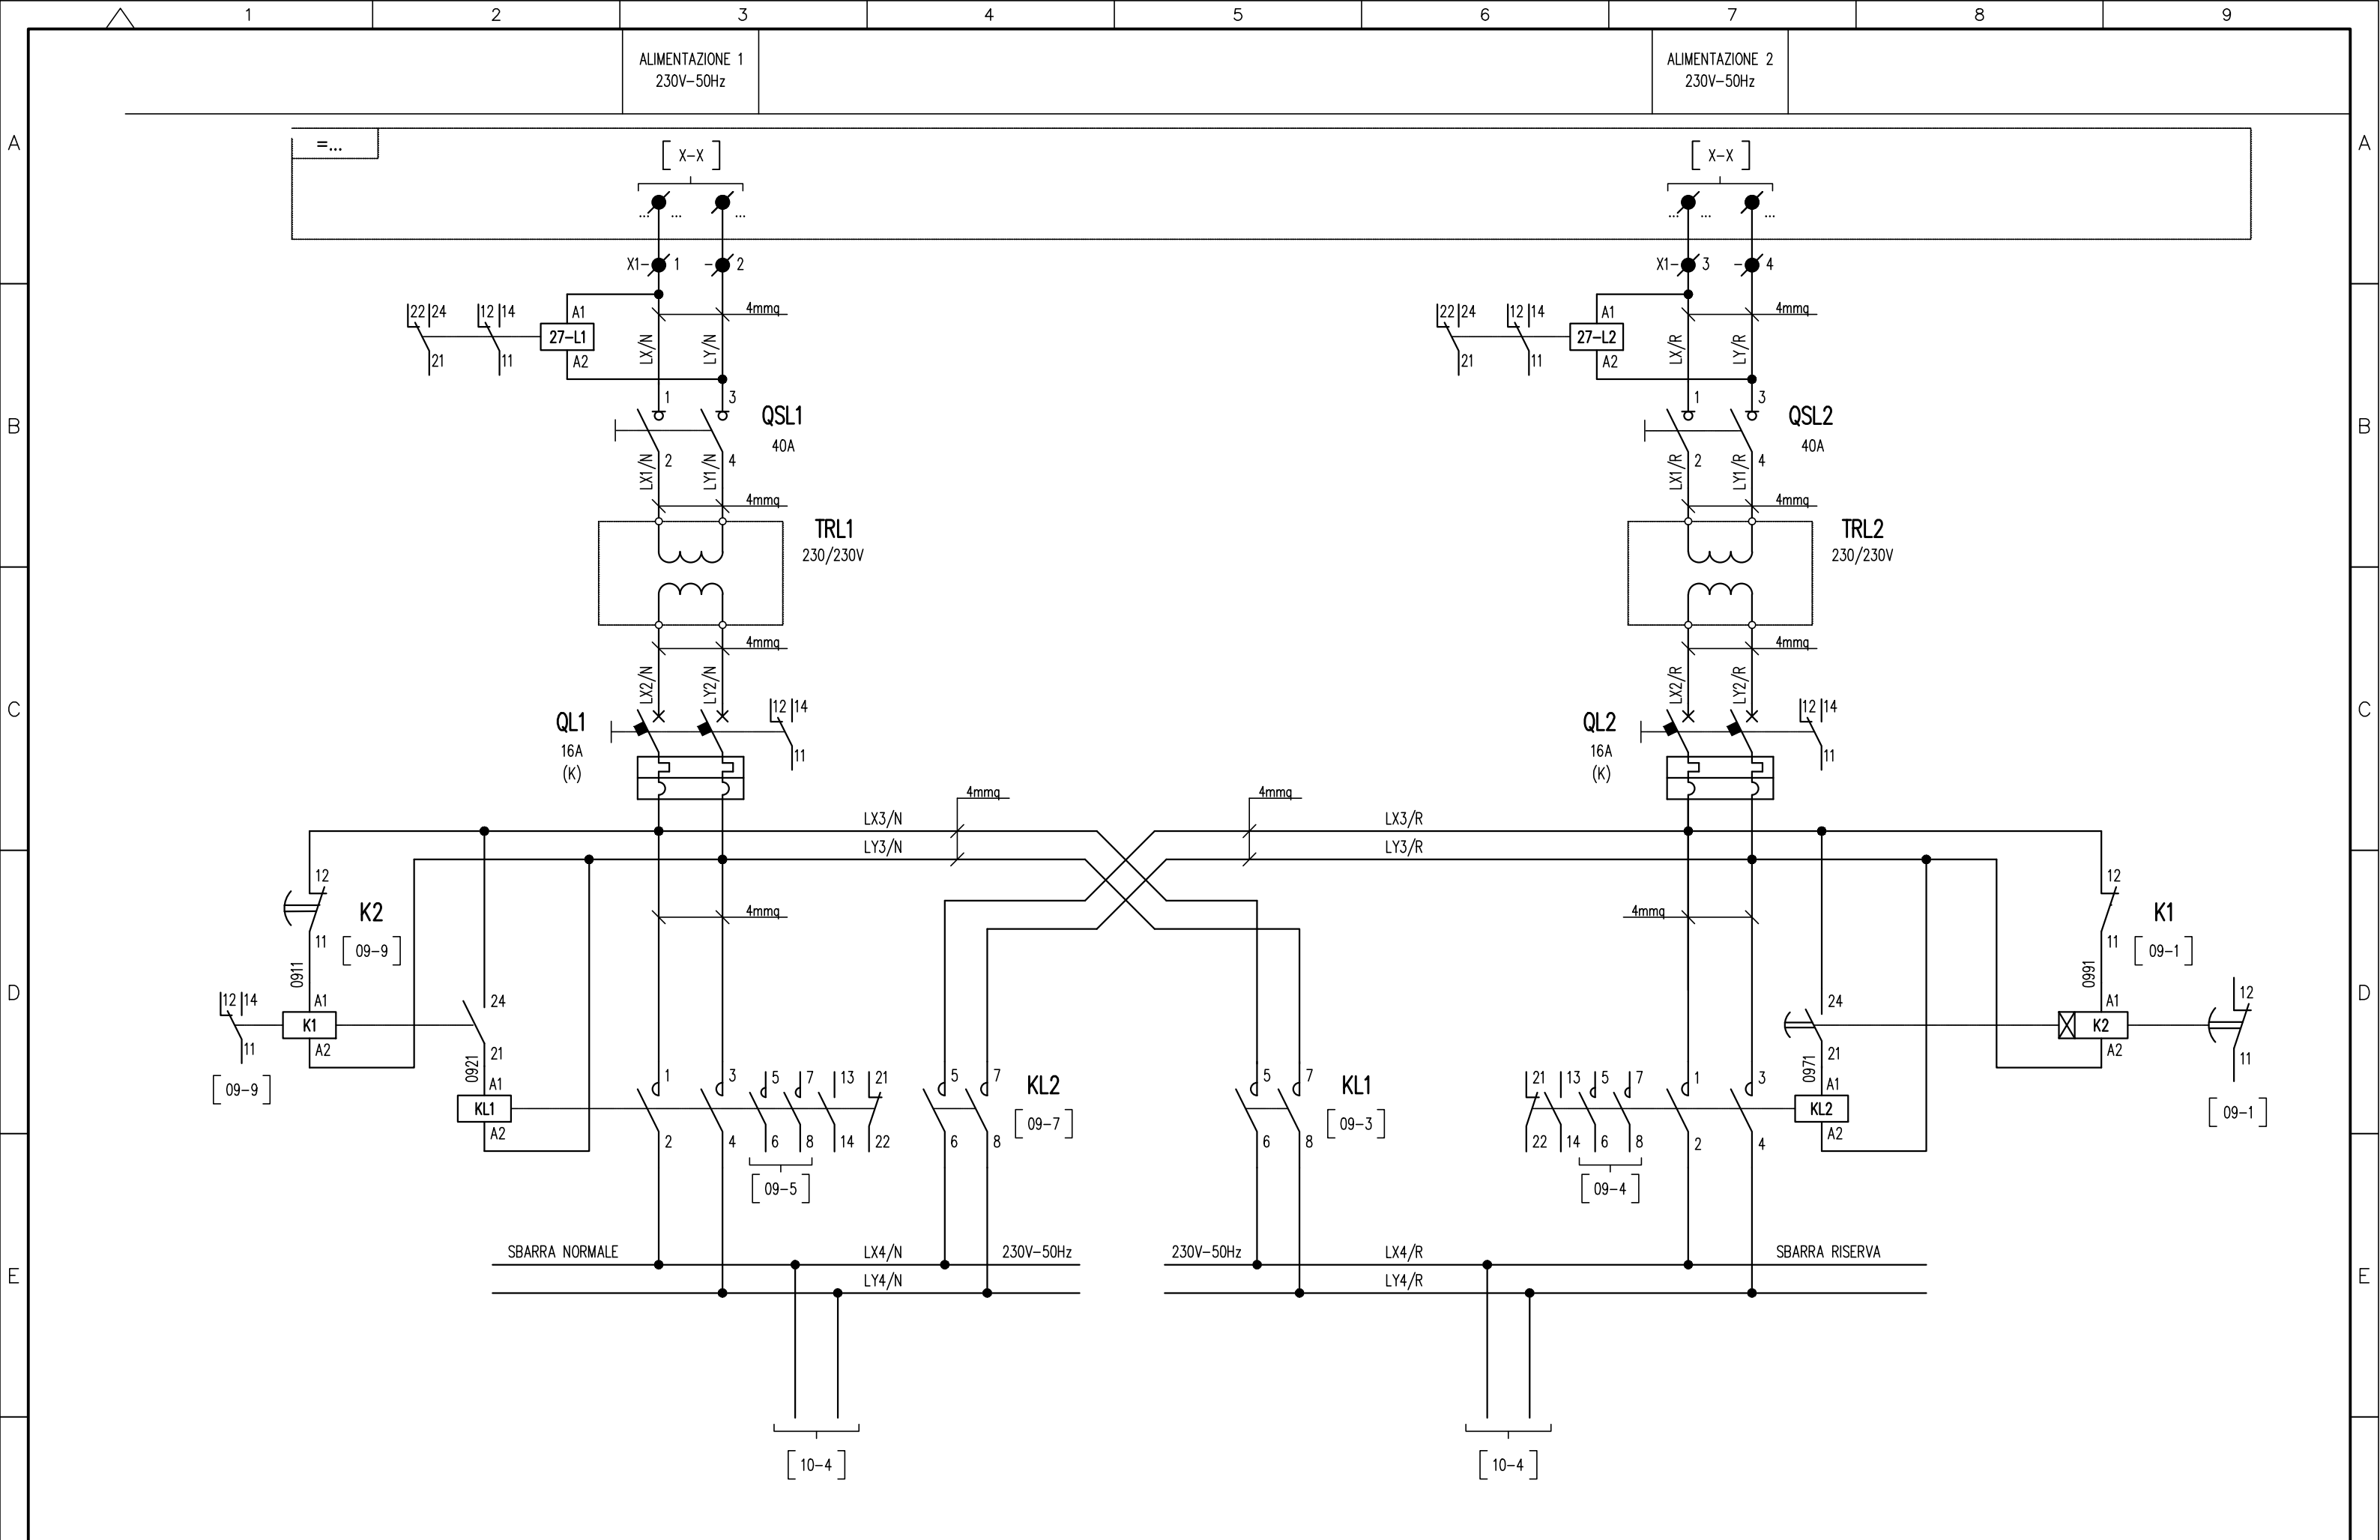 1 2 3 4 5 6 7 8 9
ALIMENTAZIONE 1
230V-50Hz
ALIMENTAZIONE 2
230V-50Hz
A
A
=...
[ X-X ]
[ X-X ]
... ... ...
... ... ...
X1- 1 - 2
X1- 3 - 4
22 24 12 14 A1 4mmq
27-L1 LX/N LY/N
21 11 A2
22 24 12 14 A1 4mmq
27-L2 LX/R LY/R
21 11 A2
B
B
1 3
QSL1
40A
LX1/N 2 LY1/N 4
4mmq
1 3
QSL2
40A
LX1/R 2 LY1/R 4
4mmq
TRL1
230/230V
TRL2
230/230V
4mmq
LX2/N LY2/N
4mmq
LX2/R LY2/R
C
C
QL1
16A
(K)
12 14
11
QL2
16A
(K)
12 14
11
4mmq
4mmq
LX3/N
LX3/R
LY3/N
LY3/R
12
K2
11
[ 09-9 ]
0911
4mmq
4mmq
12
K1
11
[ 09-1 ]
0991
D
D
12 14 A1
K1
11 A2
[ 09-9 ]
24
21
0921
A1
KL1
A2
1 3 5 7 13 21
2 4 6 8 14 22
[ 09-5 ]
5 7
KL2
[ 09-7 ]
6 8
5 7
KL1
[ 09-3 ]
6 8
21 13 5 7 1 3
22 14 6 8 2 4
[ 09-4 ]
24
21
0971
A1
KL2
A2
A1
K2
A2
12
11
[ 09-1 ]
E
E
SBARRA NORMALE LX4/N 230V-50Hz
LY4/N
230V-50Hz LX4/R SBARRA RISERVA
LY4/R
[ 10-4 ]
[ 10-4 ]